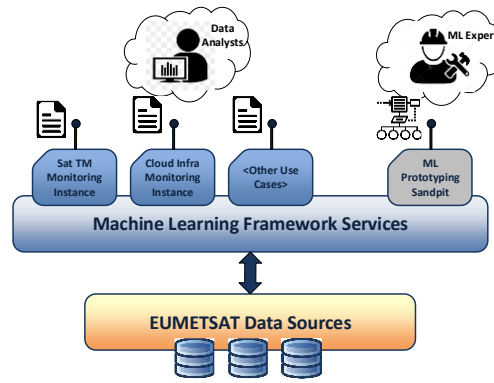 Data
Analysts
ML Exper
Sat TM
Monitoring
Instance
Cloud Infra
Monitoring
Instance
<Other Use
Cases>
ML
Prototyping
Sandpit
Machine Learning Framework Services
EUMETSAT Data Sources